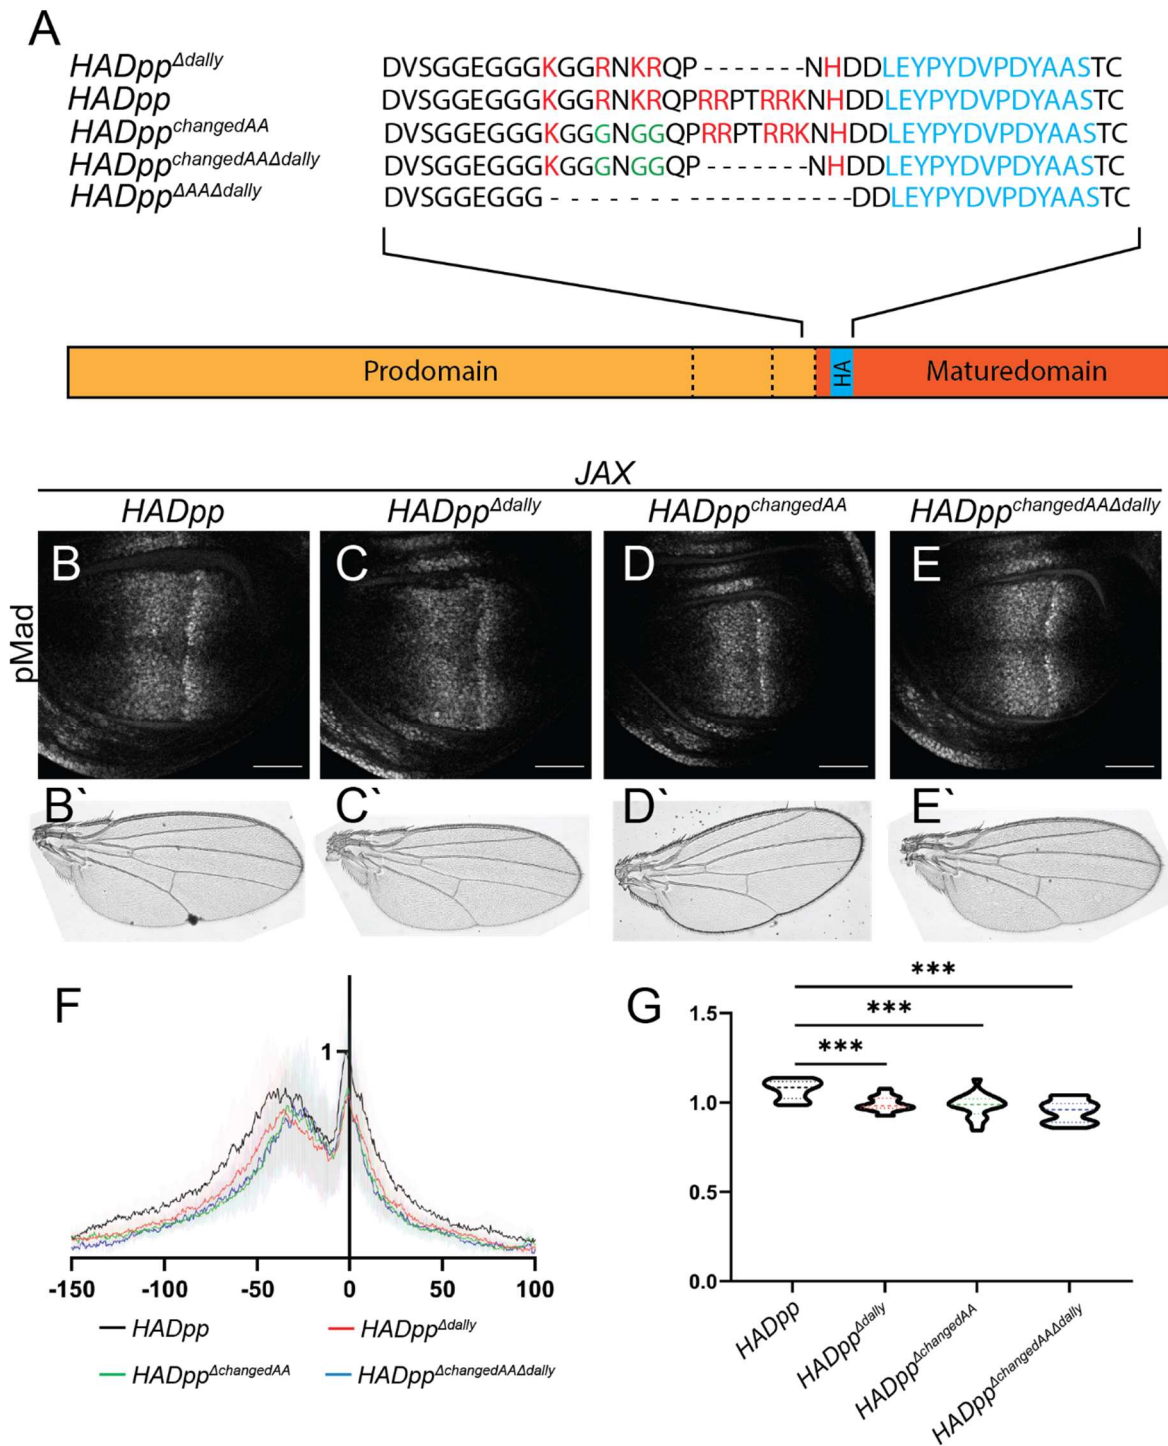 A
HADpp^Δdally DVSGGEGGGKGGRNKRQP-------NHDDLEYPYDVPDYAASTC
HADpp DVSGGEGGGKGGRNKRQPRRPTRRKNHDDLEYPYDVPDYAASTC
HADpp^changedAA DVSGGEGGGKGGGNGGQPRRPTRRKNHDDLEYPYDVPDYAASTC
HADpp^changedAAΔdally DVSGGEGGGKGGGNGGQP-------NHDDLEYPYDVPDYAASTC
HADpp^ΔAAΔdally DVSGGEGGG-----------------DDLEYPYDVPDYAASTC
Prodomain HA Maturedomain
JAX
HADpp HADpp^Δdally HADpp^changedAA HADpp^changedAAΔdally
pMad B C D E
B` C` D` E`
F
1
-150 -100 -50 0 50 100
HADpp HADpp^Δdally
HADpp^ΔchangedAA HADpp^ΔchangedAAΔdally
G
***
***
***
1.5
1.0
0.5
0.0
HADpp HADpp^Δdally HADpp^ΔchangedAA HADpp^ΔchangedAAΔdally